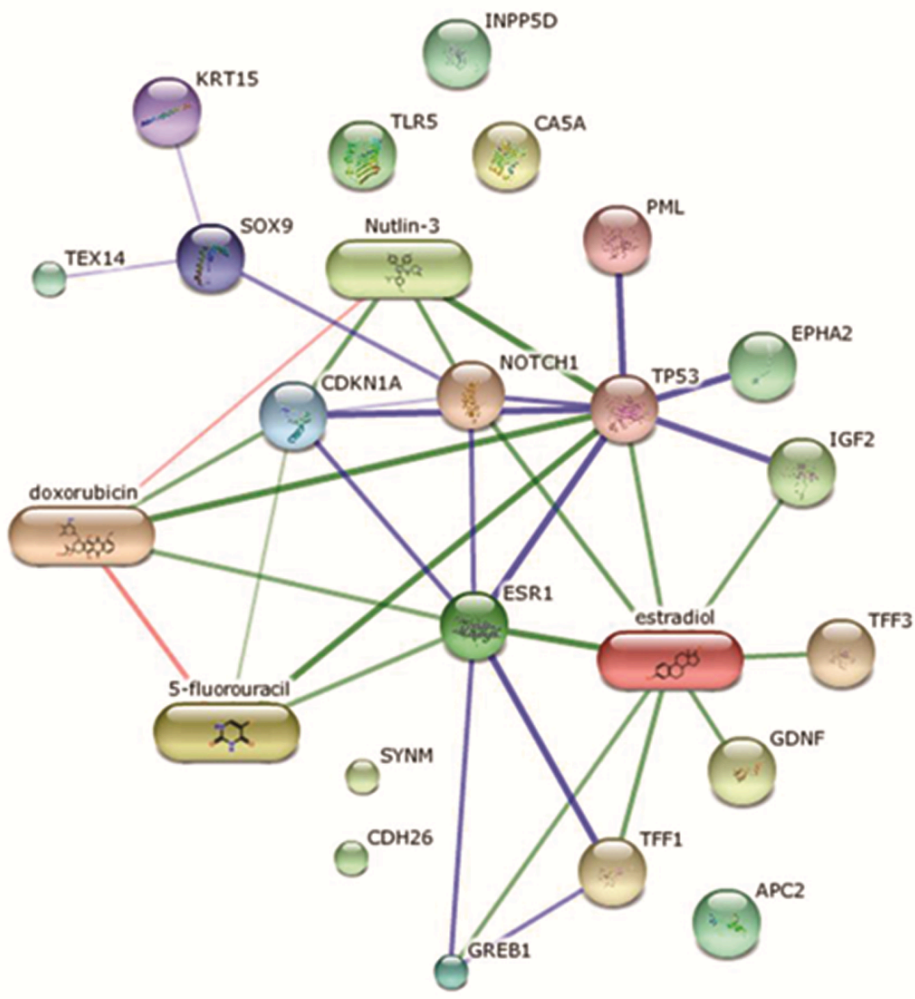 INPP5D
KRT15
TLR5
CA5A
PML
SOX9
Nutlin-3
TEX14
EPHA2
NOTCH1
TP53
CDKN1A
IGF2
doxorubicin
ESR1
estradiol
TFF3
5-fluorouracil
GDNF
SYNM
CDH26
TFF1
APC2
GREB1